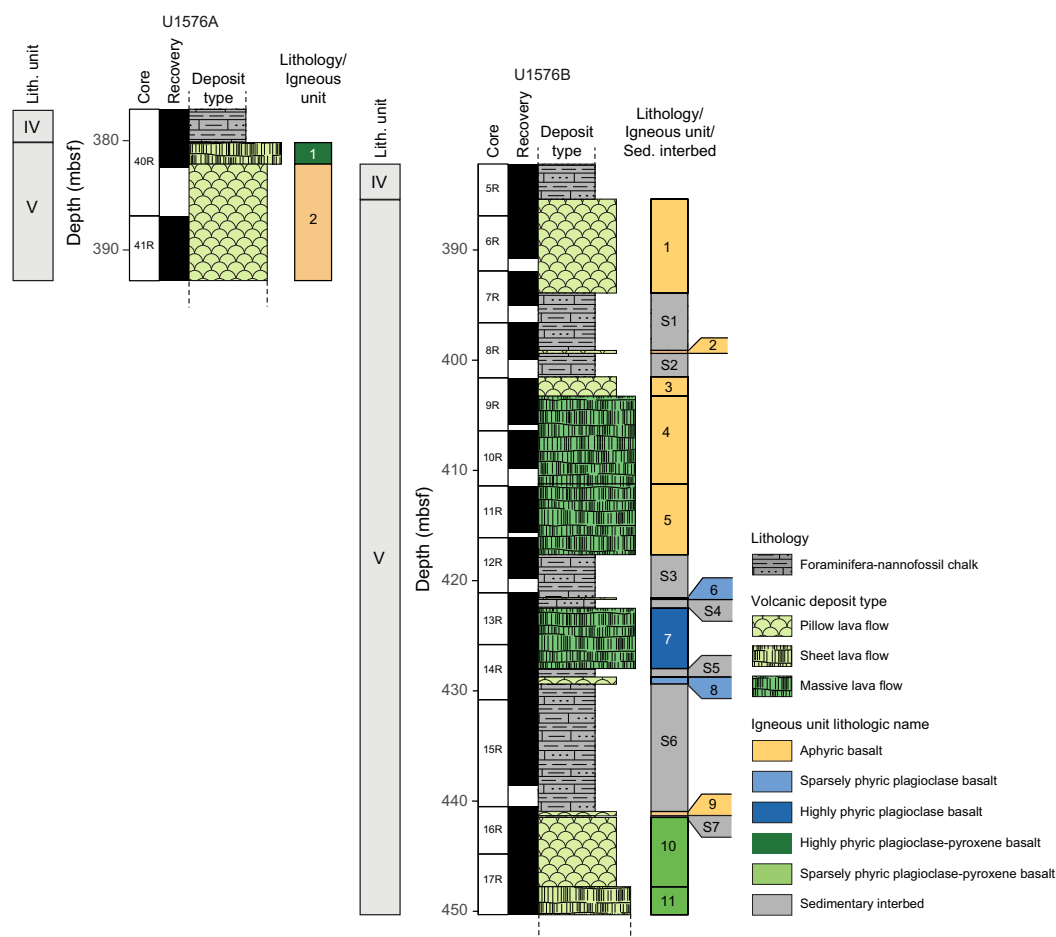 U1576A
Lith. unit
Core
Recovery
Deposit
type
Lithology/
Igneous
unit
IV
V
Depth (mbsf)
380
390
40R
41R
1
2
U1576B
Lith. unit
Core
Recovery
Deposit
type
Lithology/
Igneous unit/
Sed. interbed
IV
V
Depth (mbsf)
390
400
410
420
430
440
450
5R
6R
7R
8R
9R
10R
11R
12R
13R
14R
15R
16R
17R
1
S1
2
S2
3
4
5
S3
6
S4
7
S5
8
S6
9
S7
10
11
Lithology
Foraminifera-nannofossil chalk
Volcanic deposit type
Pillow lava flow
Sheet lava flow
Massive lava flow
Igneous unit lithologic name
Aphyric basalt
Sparsely phyric plagioclase basalt
Highly phyric plagioclase basalt
Highly phyric plagioclase-pyroxene basalt
Sparsely phyric plagioclase-pyroxene basalt
Sedimentary interbed